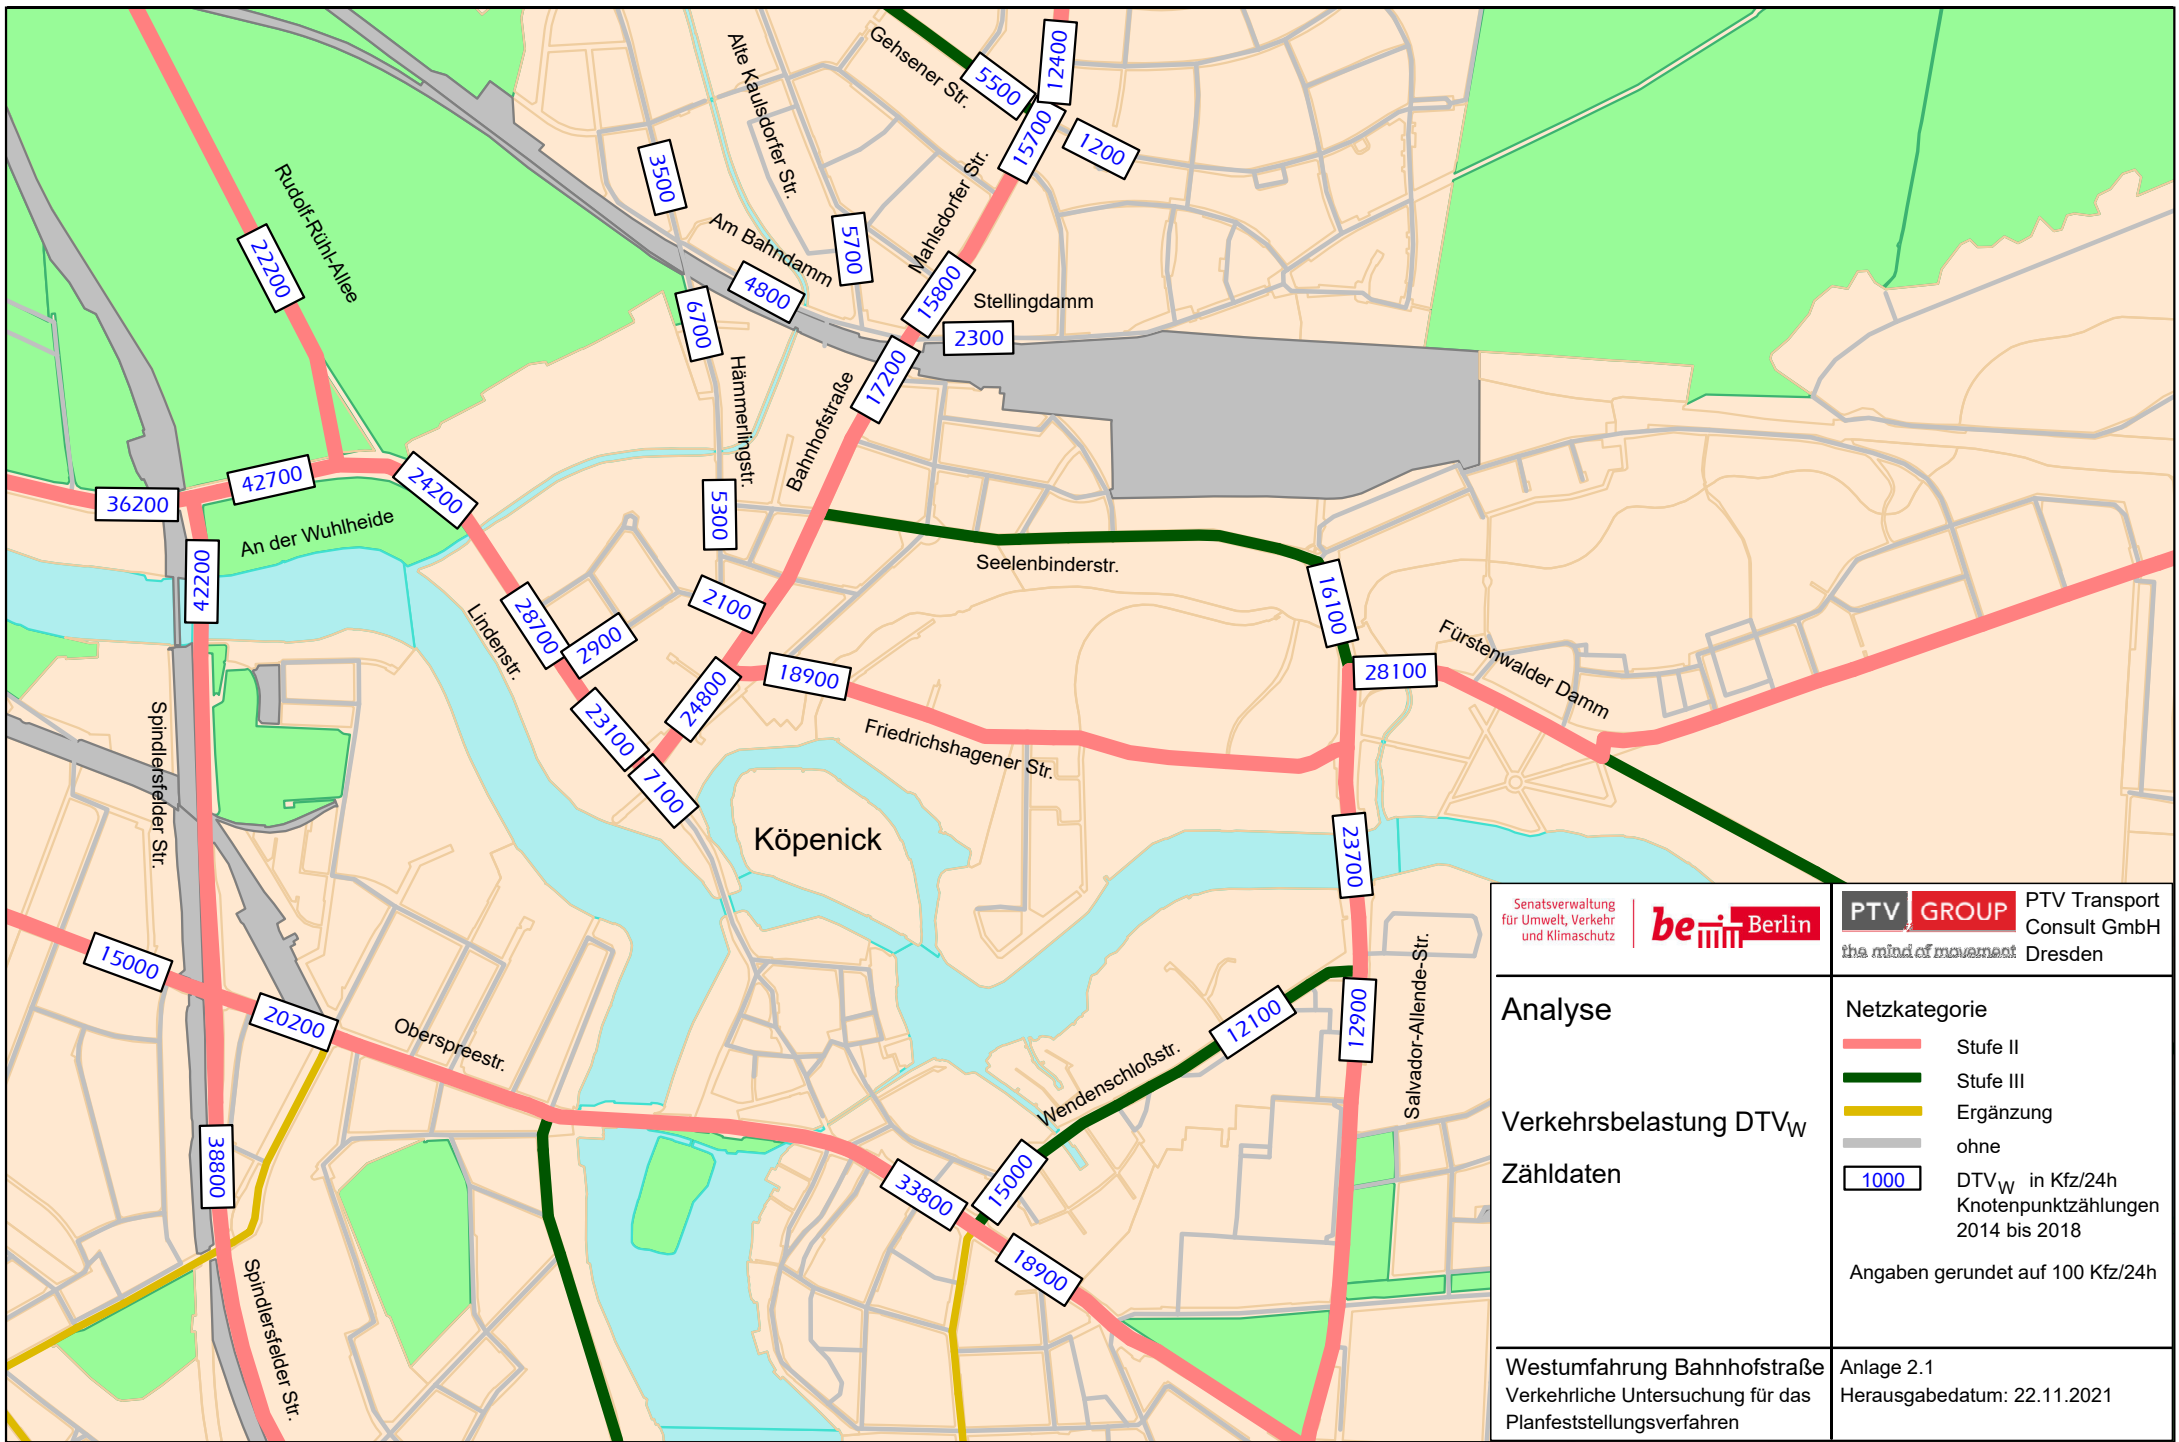 Gehsener Str.
5500
12400
Alte Kaulsdorfer Str.
15700
1200
3500
Mahlsdorfer Str.
Rudolf-Rühl-Allee
22200
Am Bahndamm
5700
4800
15800
Stellingdamm
2300
6700
17200
Hämmerlingstr.
Bahnhofstraße
36200
42700
24200
An der Wuhlheide
5300
Seelenbinderstr.
42200
28700
2900
2100
16100
Lindenstr.
Fürstenwalder Damm
28100
18900
24800
23100
7100
Friedrichshagener Str.
Spindlersfelder Str.
Köpenick
23700
15000
20200
Oberspreestr.
12100
12900
Salvador-Allende-Str.
Wendenschloßstr.
38800
33800
15000
18900
Spindlersfelder Str.
Senatsverwaltung
für Umwelt, Verkehr
und Klimaschutz
be Berlin
PTV GROUP
the mind of movement
PTV Transport
Consult GmbH
Dresden
Analyse
Verkehrsbelastung DTVW
Zähldaten
Netzkategorie
Stufe II
Stufe III
Ergänzung
ohne
1000
DTVW in Kfz/24h
Knotenpunktzählungen
2014 bis 2018
Angaben gerundet auf 100 Kfz/24h
Westumfahrung Bahnhofstraße
Verkehrliche Untersuchung für das
Planfeststellungsverfahren
Anlage 2.1
Herausgabedatum: 22.11.2021